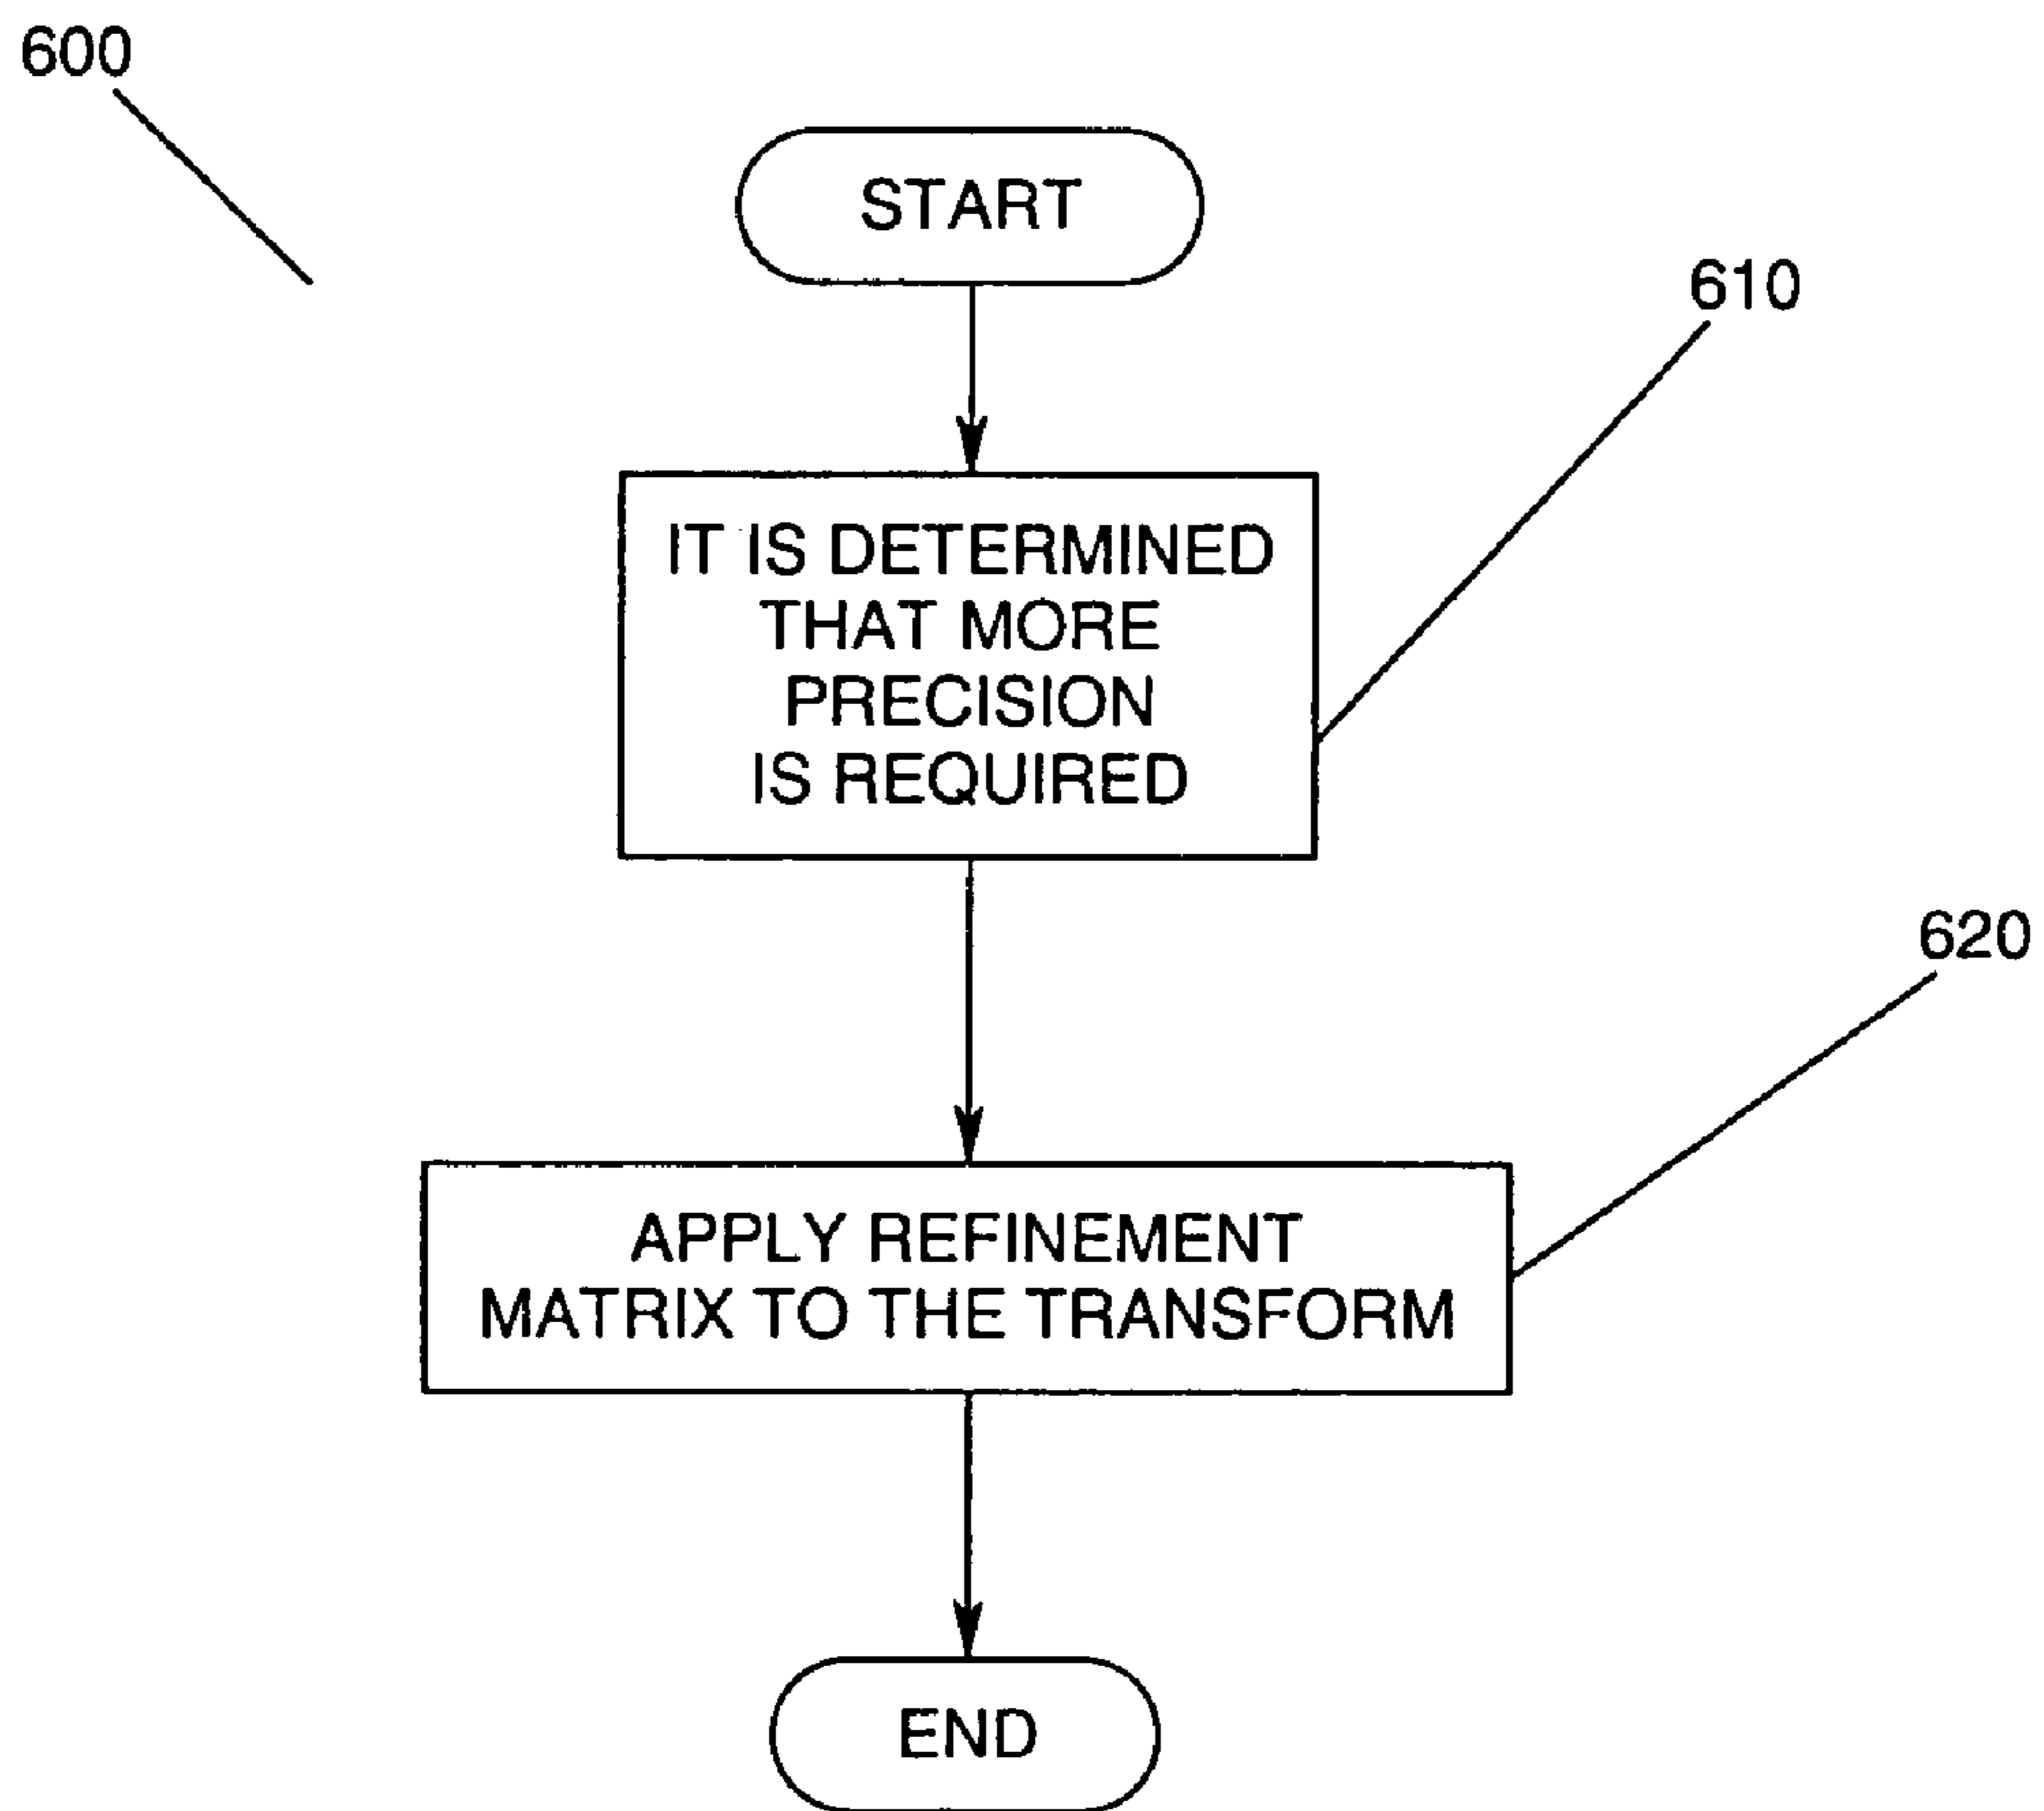 600
START
610
IT IS DETERMINED
THAT MORE
PRECISION
IS REQUIRED
620
APPLY REFINEMENT
MATRIX TO THE TRANSFORM
END